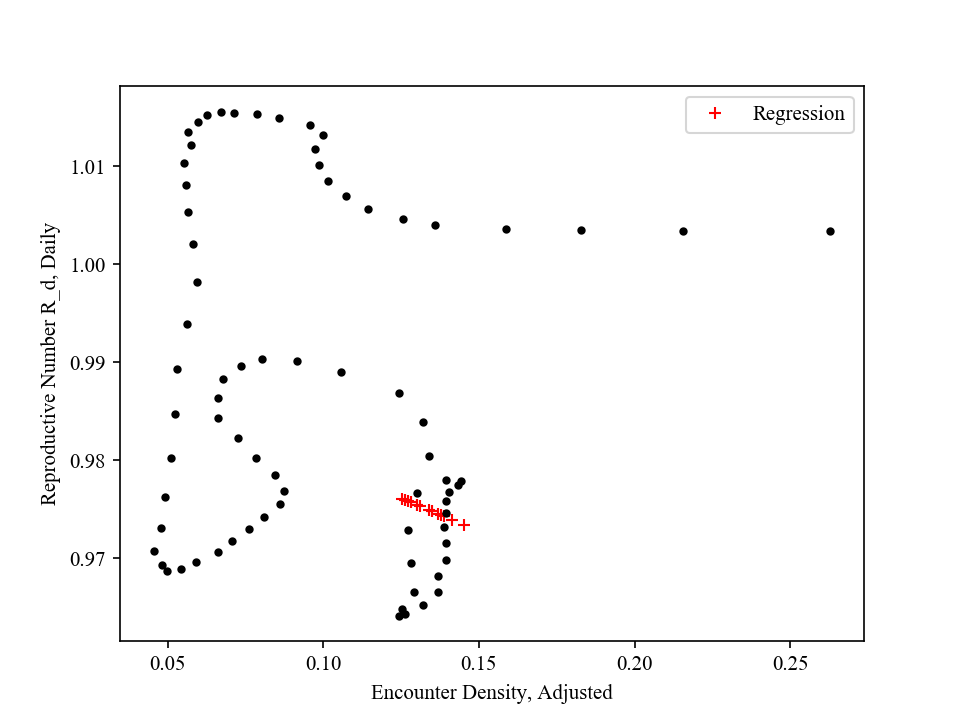 Regression
1.01
1.00
0.99
0.98
0.97
Reproductive Number R_d, Daily
0.05 0.10 0.15 0.20 0.25
Encounter Density, Adjusted